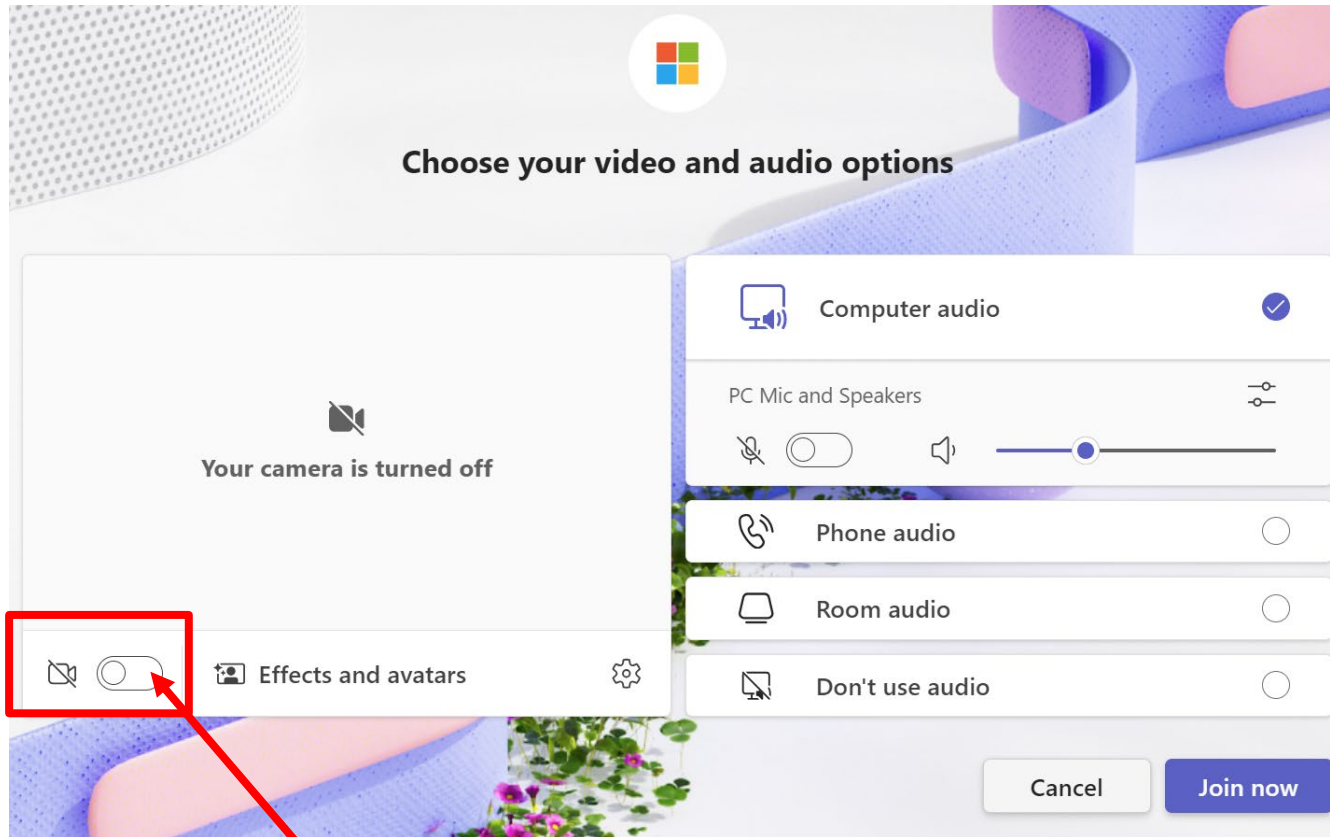 Choose your video and audio options
Your camera is turned off
Effects and avatars
Computer audio
PC Mic and Speakers
Phone audio
Room audio
Don't use audio
Cancel
Join now